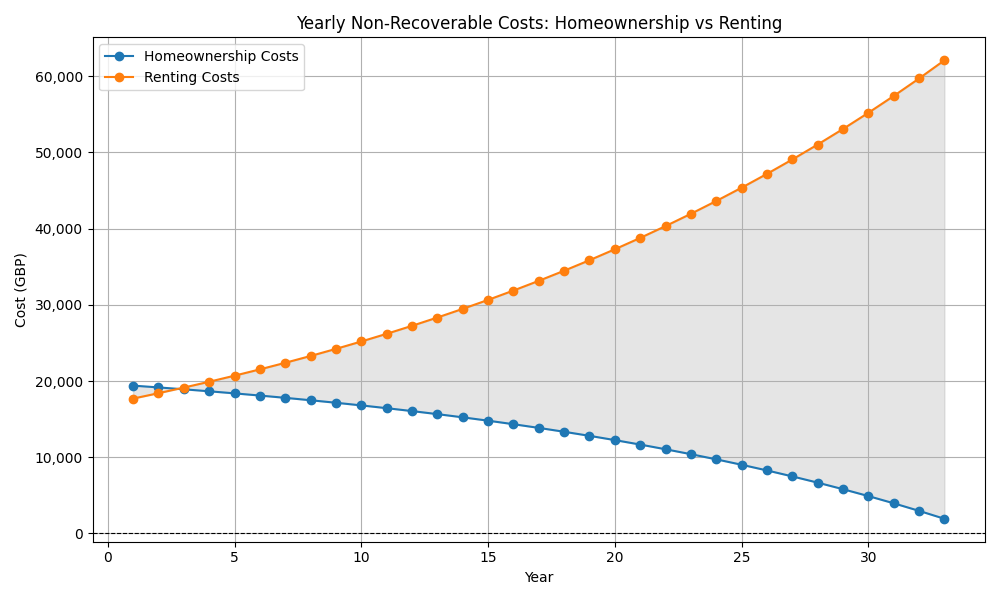 Yearly Non-Recoverable Costs: Homeownership vs Renting
Homeownership Costs
Renting Costs
Cost (GBP)
60,000
50,000
40,000
30,000
20,000
10,000
0
0 5 10 15 20 25 30
Year